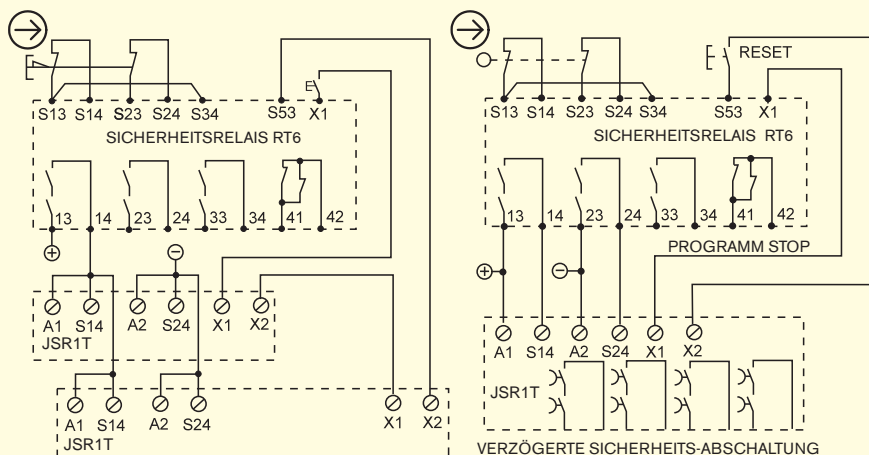 S13 S14 S23 S24 S34 S53 X1
SICHERHEITSRELAIS RT6
13 14 23 24 33 34 41 42
A1 S14 A2 S24 X1 X2
JSR1T
A1 S14 A2 S24 X1 X2
JSR1T
RESET
S13 S14 S23 S24 S34 S53 X1
SICHERHEITSRELAIS RT6
13 14 23 24 33 34 41 42
PROGRAMM STOP
A1 S14 A2 S24 X1 X2
JSR1T
VERZÖGERTE SICHERHEITS-ABSCHALTUNG